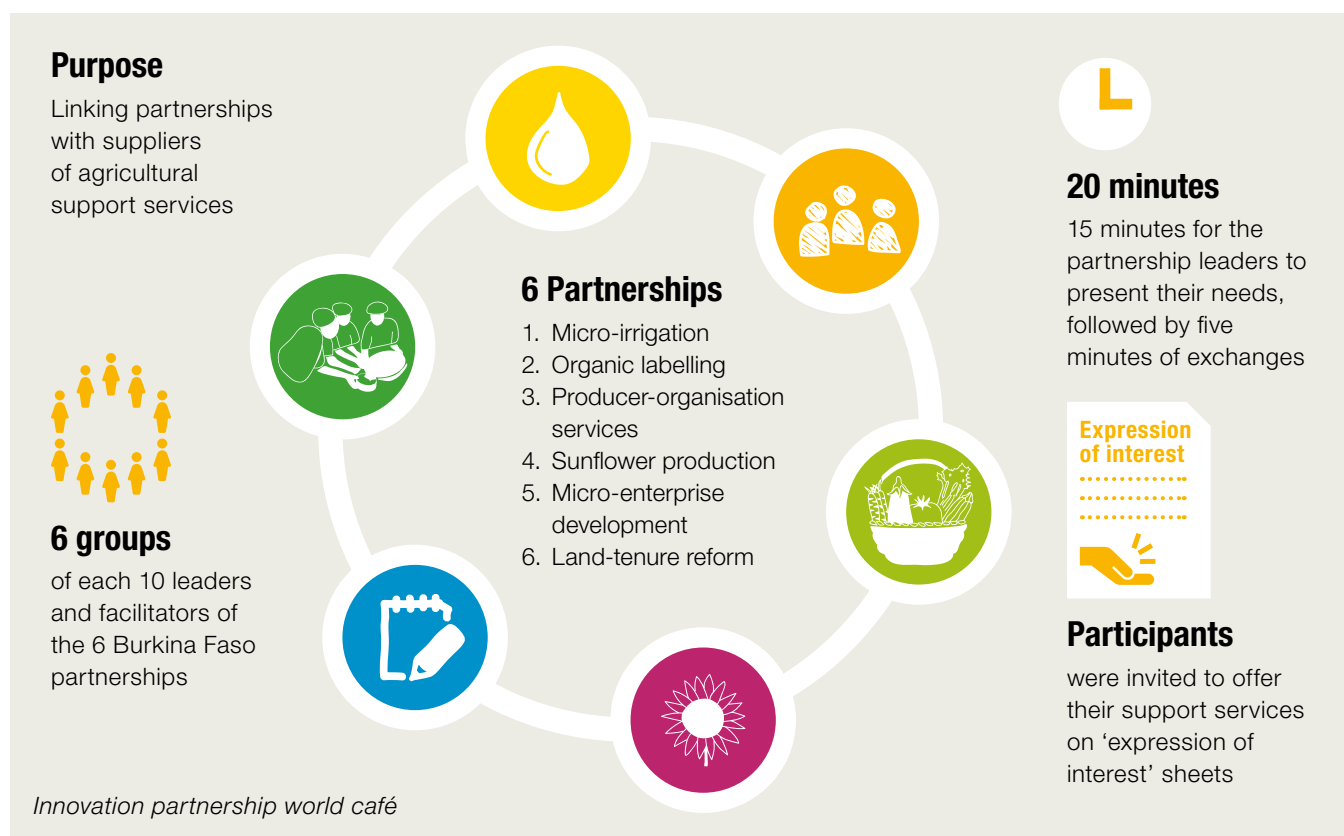 Purpose
Linking partnerships
with suppliers
of agricultural
support services
6 groups
of each 10 leaders
and facilitators of
the 6 Burkina Faso
partnerships
6 Partnerships
1. Micro-irrigation
2. Organic labelling
3. Producer-organisation
services
4. Sunflower production
5. Micro-enterprise
development
6. Land-tenure reform
20 minutes
15 minutes for the
partnership leaders to
present their needs,
followed by five
minutes of exchanges
Expression
of interest
Participants
were invited to offer
their support services
on ‘expression of
interest’ sheets
Innovation partnership world café